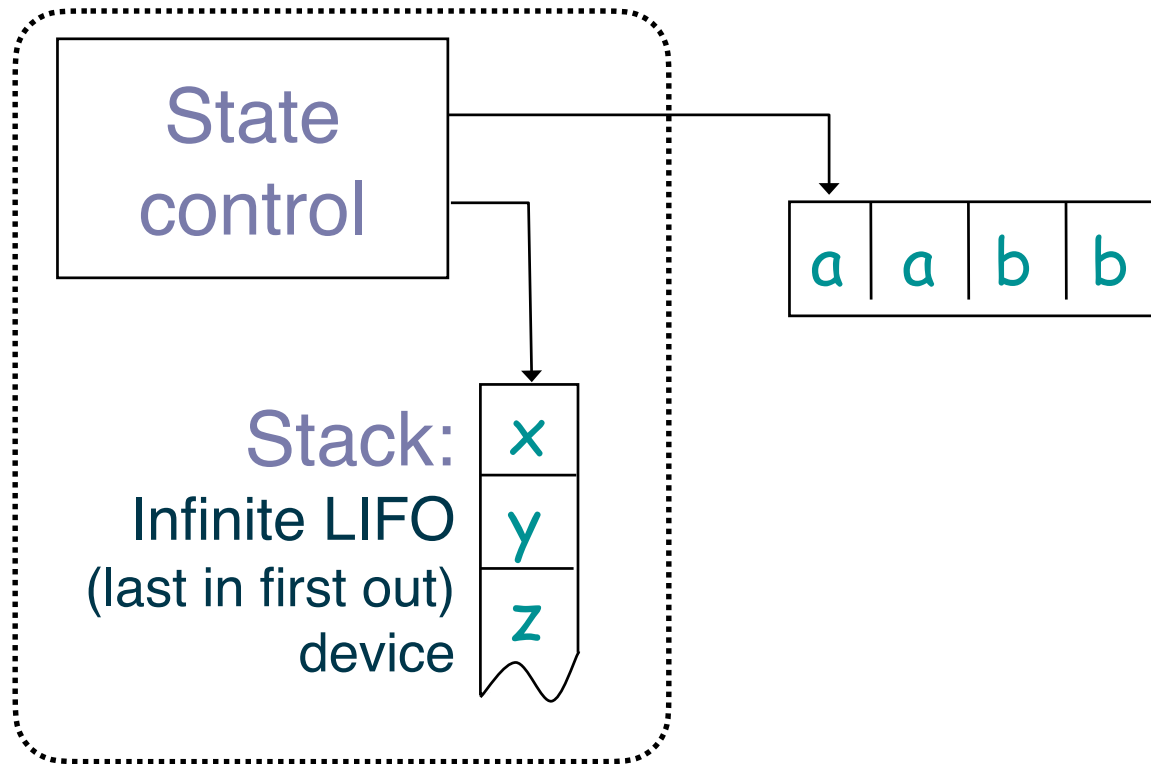 State
control
a a b b
Stack:
Infinite LIFO
(last in first out)
device
x
y
z